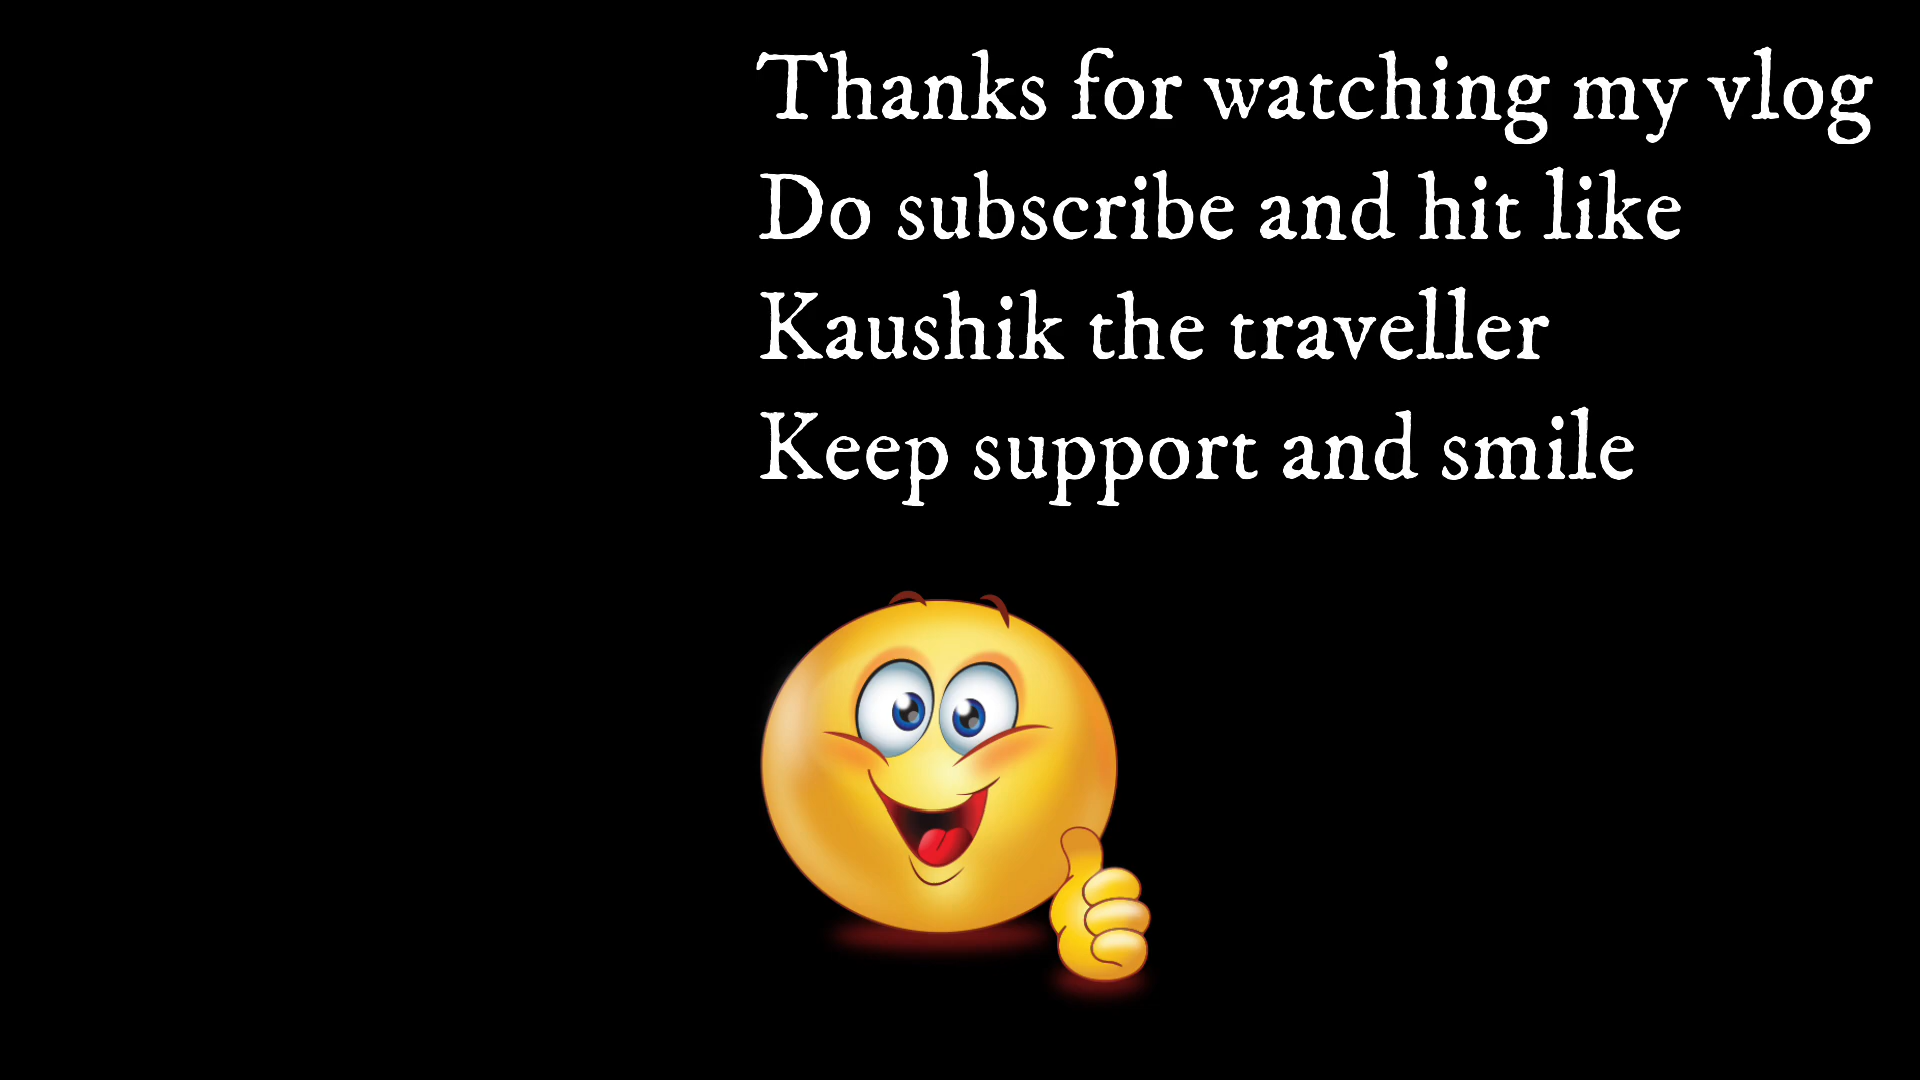 Thanks for watching my vlog
Do subscribe and hit like
Kaushik the traveller
Keep support and smile